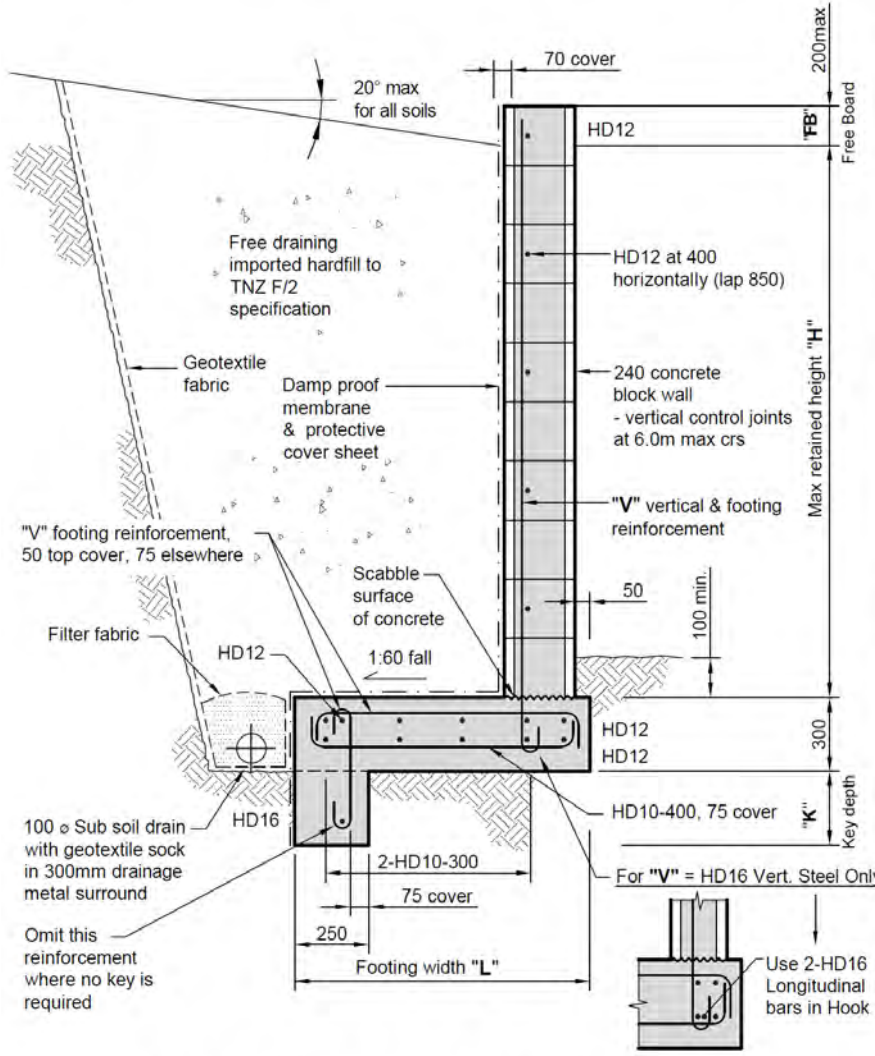 70 cover
200max
20° max
for all soils
HD12
"FB"
Free Board
Free draining
imported hardfill to
TNZ F/2
specification
HD12 at 400
horizontally (lap 850)
Max retained height "H"
Geotextile
fabric
Damp proof
membrane
& protective
cover sheet
240 concrete
block wall
- vertical control joints
at 6.0m max crs
"V" vertical & footing
reinforcement
"V" footing reinforcement,
50 top cover, 75 elsewhere
Scabble
surface
of concrete
50
100 min.
Filter fabric
HD12
1:60 fall
HD12
HD12
300
HD16
HD10-400, 75 cover
"K"
Key depth
100 ø Sub soil drain
with geotextile sock
in 300mm drainage
metal surround
2-HD10-300
75 cover
For "V" = HD16 Vert. Steel Only
Omit this
reinforcement
where no key is
required
250
Footing width "L"
Use 2-HD16
Longitudinal
bars in Hook